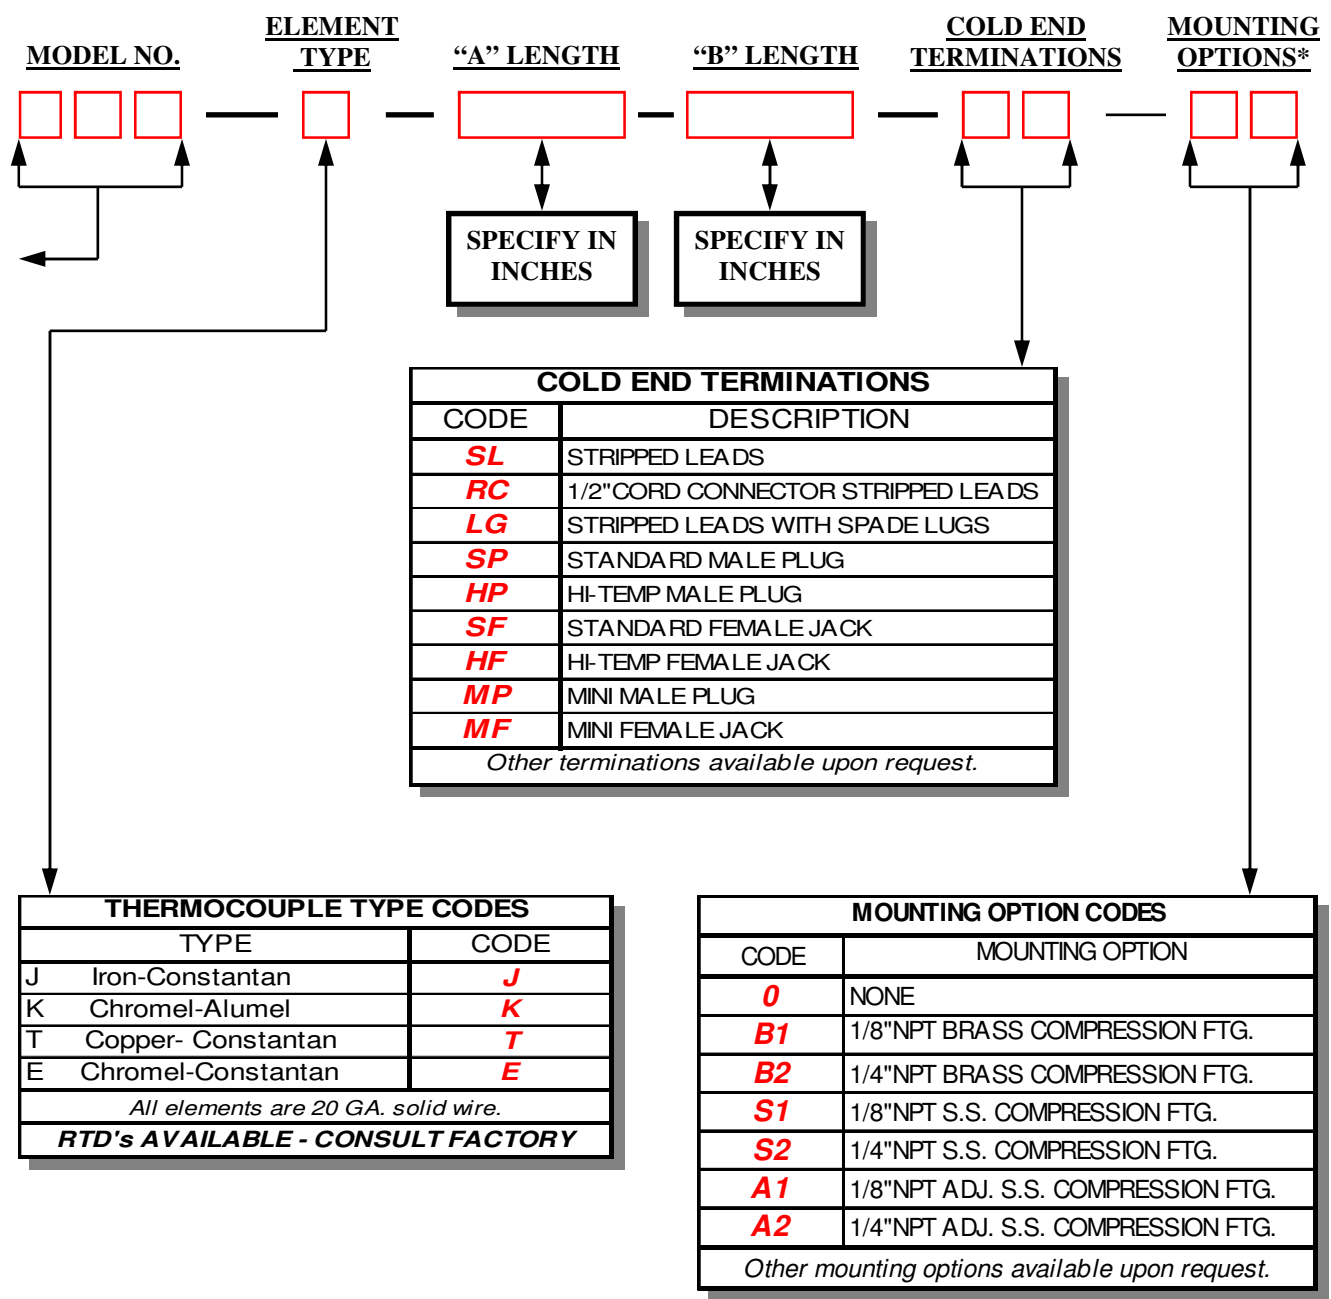 MODEL NO.
ELEMENT
TYPE
“A” LENGTH
“B” LENGTH
COLD END
TERMINATIONS
MOUNTING
OPTIONS*
SPECIFY IN
INCHES
SPECIFY IN
INCHES
COLD END TERMINATIONS
CODE DESCRIPTION
SL STRIPPED LEADS
RC 1/2"CORD CONNECTOR STRIPPED LEADS
LG STRIPPED LEADS WITH SPADE LUGS
SP STANDARD MALE PLUG
HP HI-TEMP MALE PLUG
SF STANDARD FEMALE JACK
HF HI-TEMP FEMALE JACK
MP MINI MALE PLUG
MF MINI FEMALE JACK
Other terminations available upon request.
THERMOCOUPLE TYPE CODES
TYPE CODE
J Iron-Constantan J
K Chromel-Alumel K
T Copper- Constantan T
E Chromel-Constantan E
All elements are 20 GA. solid wire.
RTD's AVAILABLE - CONSULT FACTORY
MOUNTING OPTION CODES
CODE MOUNTING OPTION
0 NONE
B1 1/8"NPT BRASS COMPRESSION FTG.
B2 1/4"NPT BRASS COMPRESSION FTG.
S1 1/8"NPT S.S. COMPRESSION FTG.
S2 1/4"NPT S.S. COMPRESSION FTG.
A1 1/8"NPT ADJ. S.S. COMPRESSION FTG.
A2 1/4"NPT ADJ. S.S. COMPRESSION FTG.
Other mounting options available upon request.